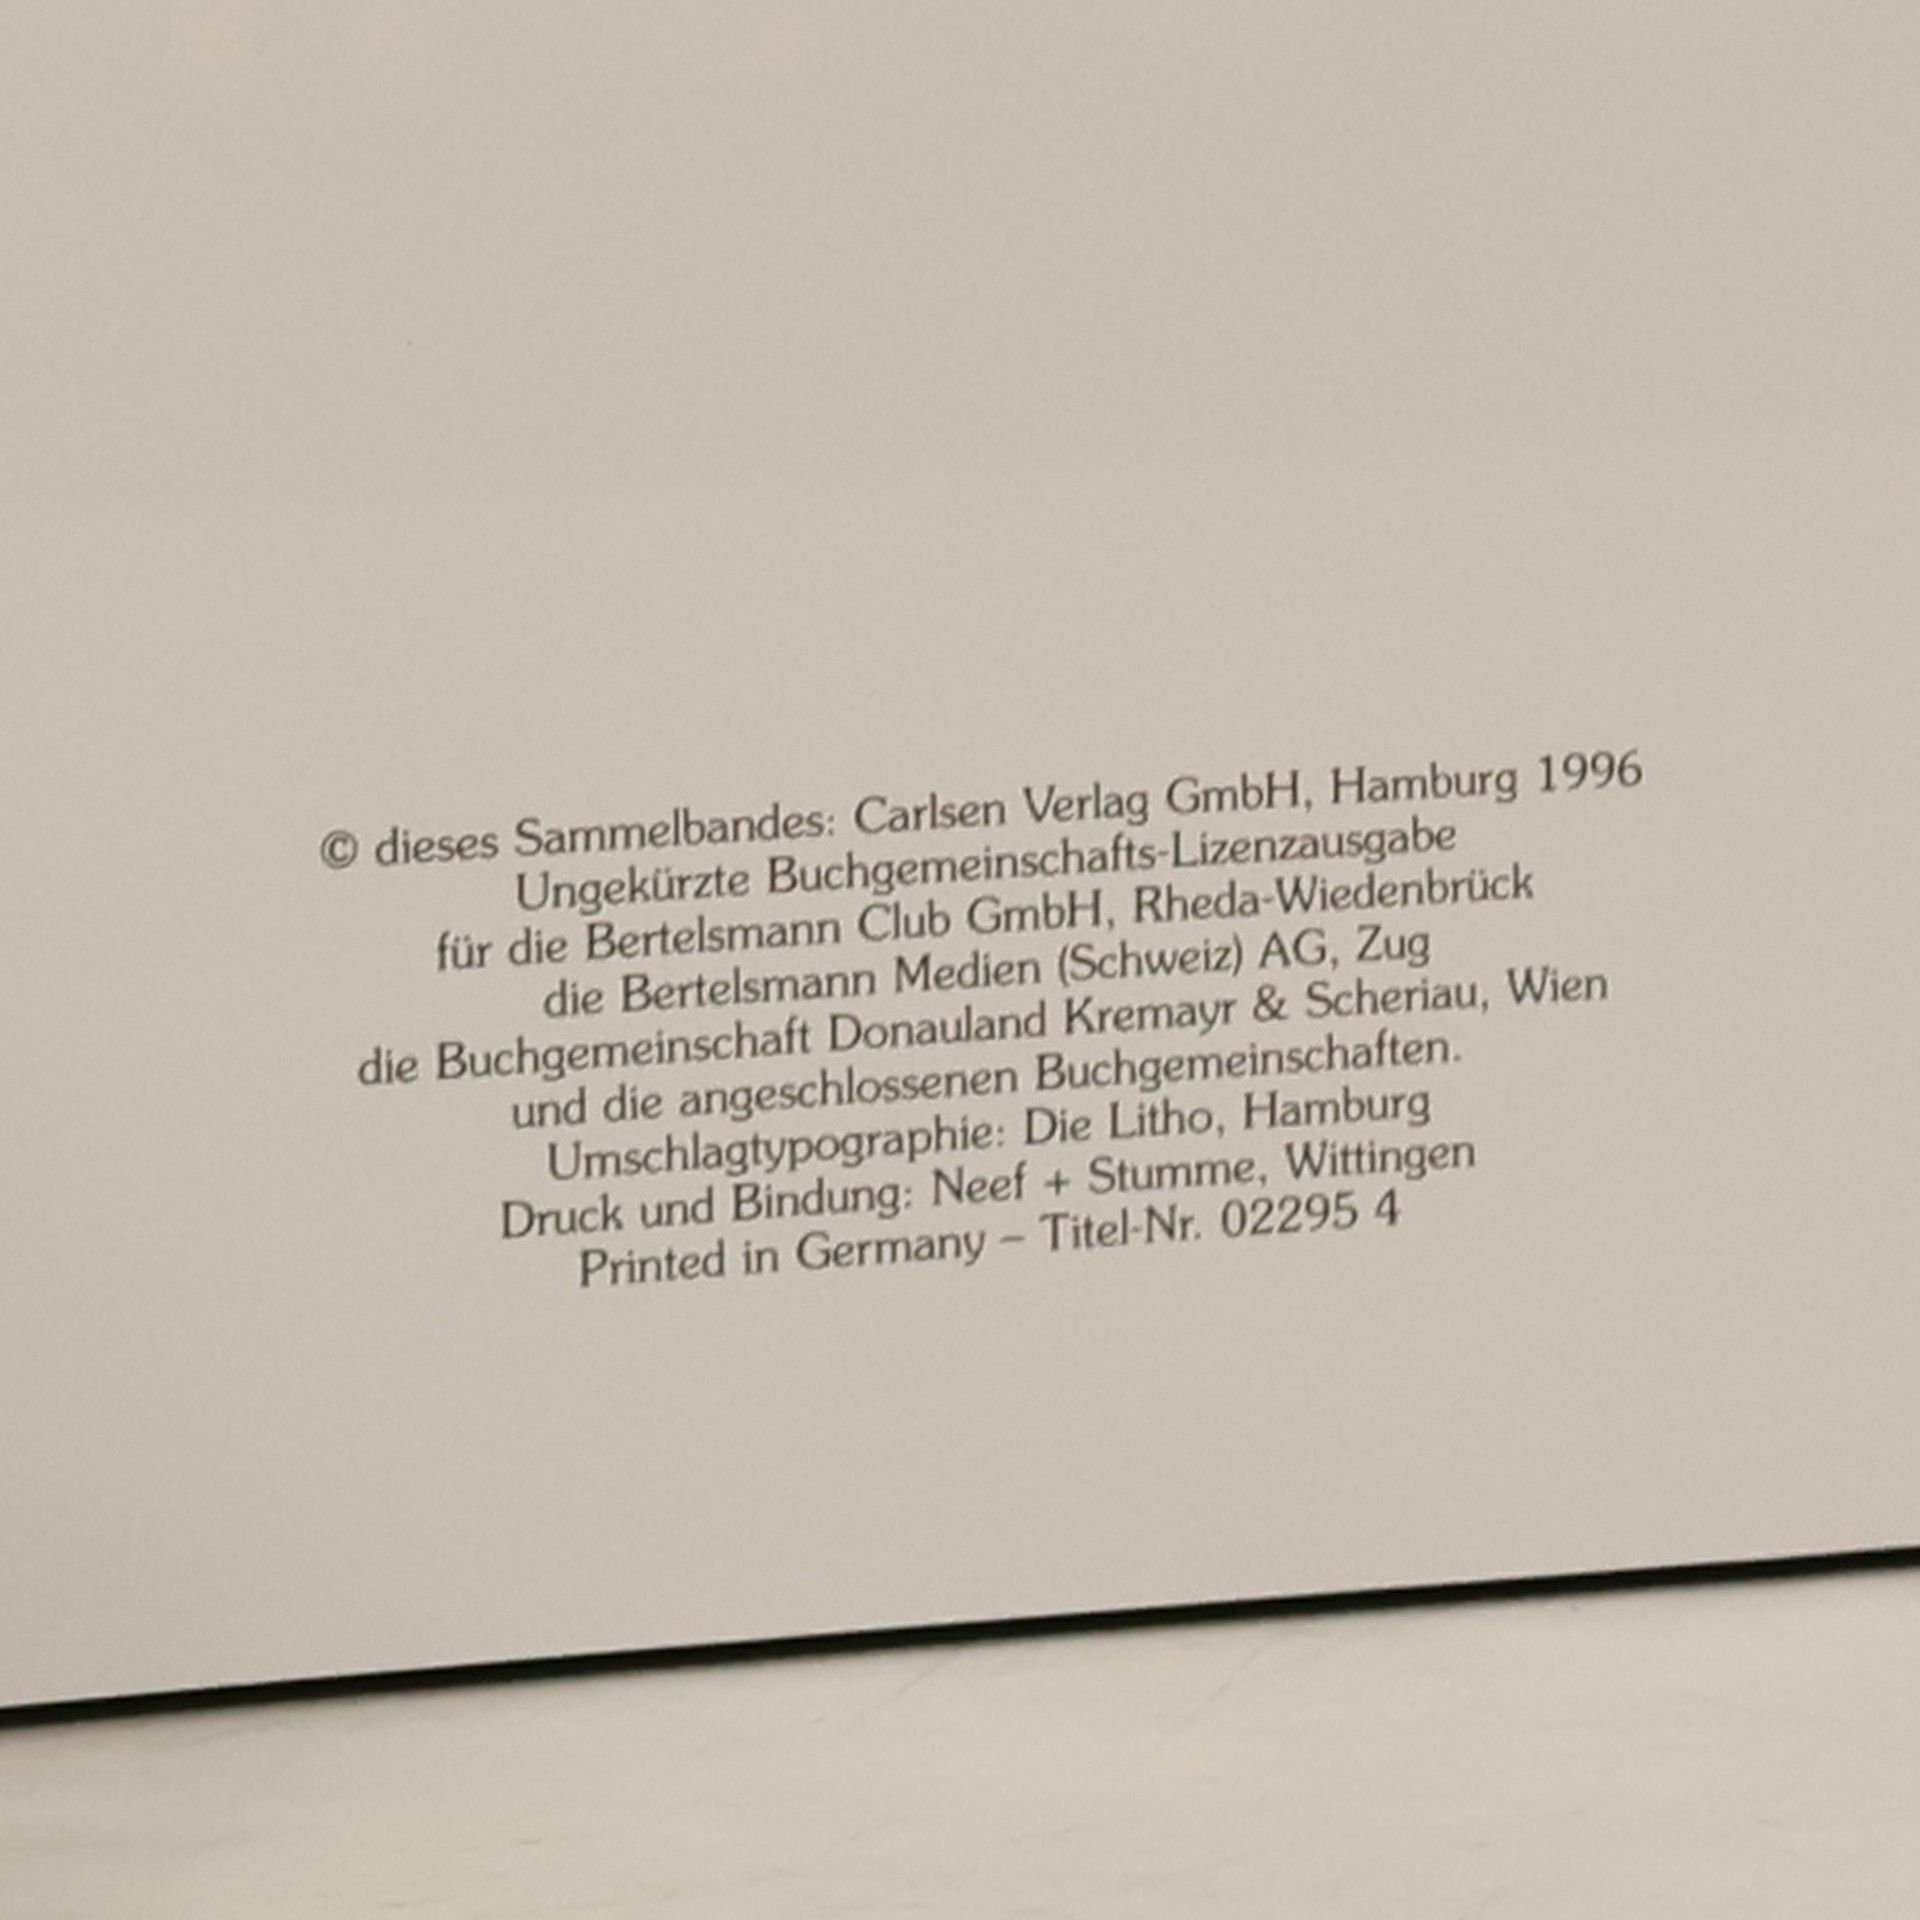 © dieses Sammelbandes: Carlsen Verlag GmbH, Hamburg 1996
Ungekürzte Buchgemeinschafts-Lizenzausgabe
für die Bertelsmann Club GmbH, Rheda-Wiedenbrück
die Bertelsmann Medien (Schweiz) AG, Zug
die Buchgemeinschaft Donauland Kremayr & Scheriau, Wien
und die angeschlossenen Buchgemeinschaften.
Umschlagtypographie: Die Litho, Hamburg
Druck und Bindung: Neef + Stumme, Wittingen
Printed in Germany – Titel-Nr. 02295 4